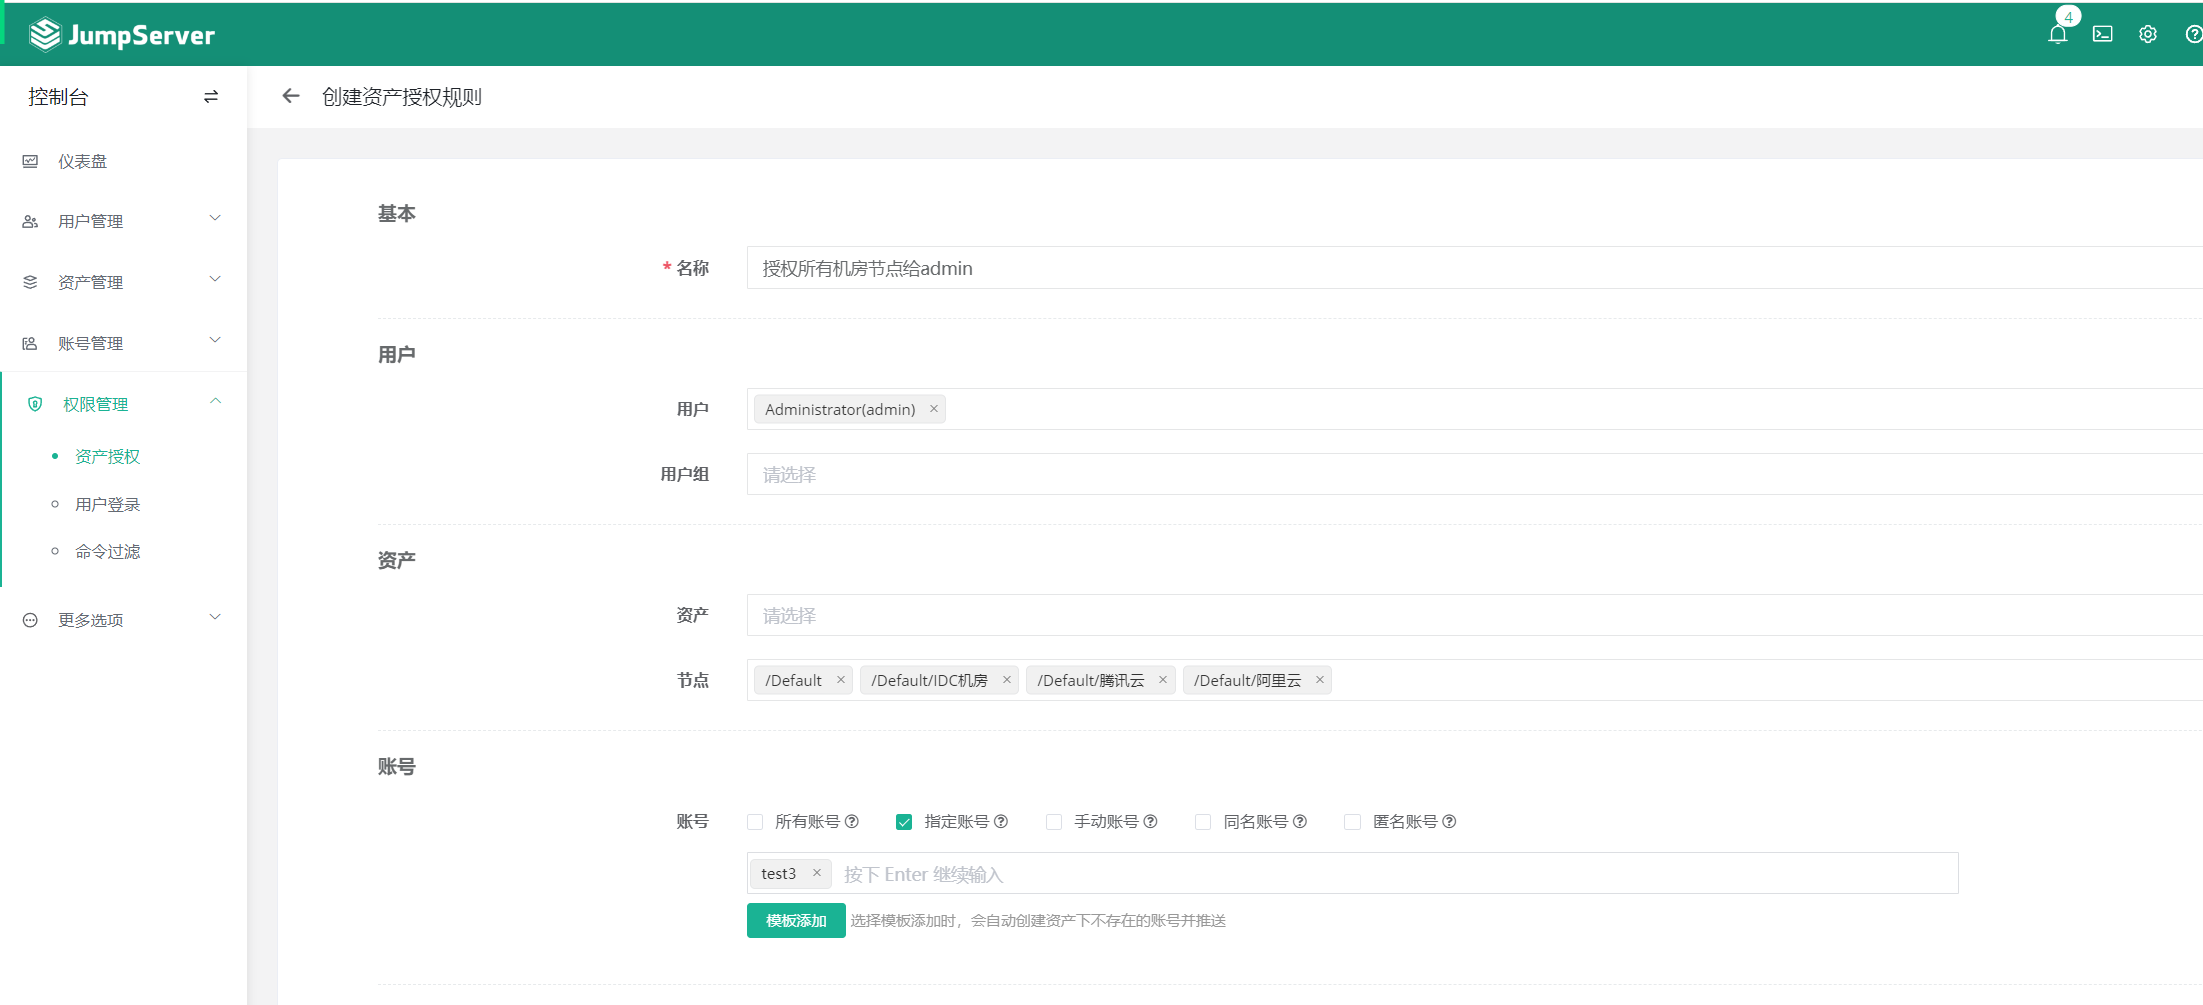 JumpServer
4
控制台
创建资产授权规则
仪表盘
用户管理
资产管理
账号管理
权限管理
资产授权
用户登录
命令过滤
更多选项
基本
* 名称 授权所有机房节点给admin
用户
用户 Administrator(admin) ×
用户组 请选择
资产
资产 请选择
节点 /Default × /Default/IDC机房 × /Default/腾讯云 × /Default/阿里云 ×
账号
账号 所有账号 指定账号 手动账号 同名账号 匿名账号
test3 × 按下 Enter 继续输入
模板添加 选择模板添加时，会自动创建资产下不存在的账号并推送